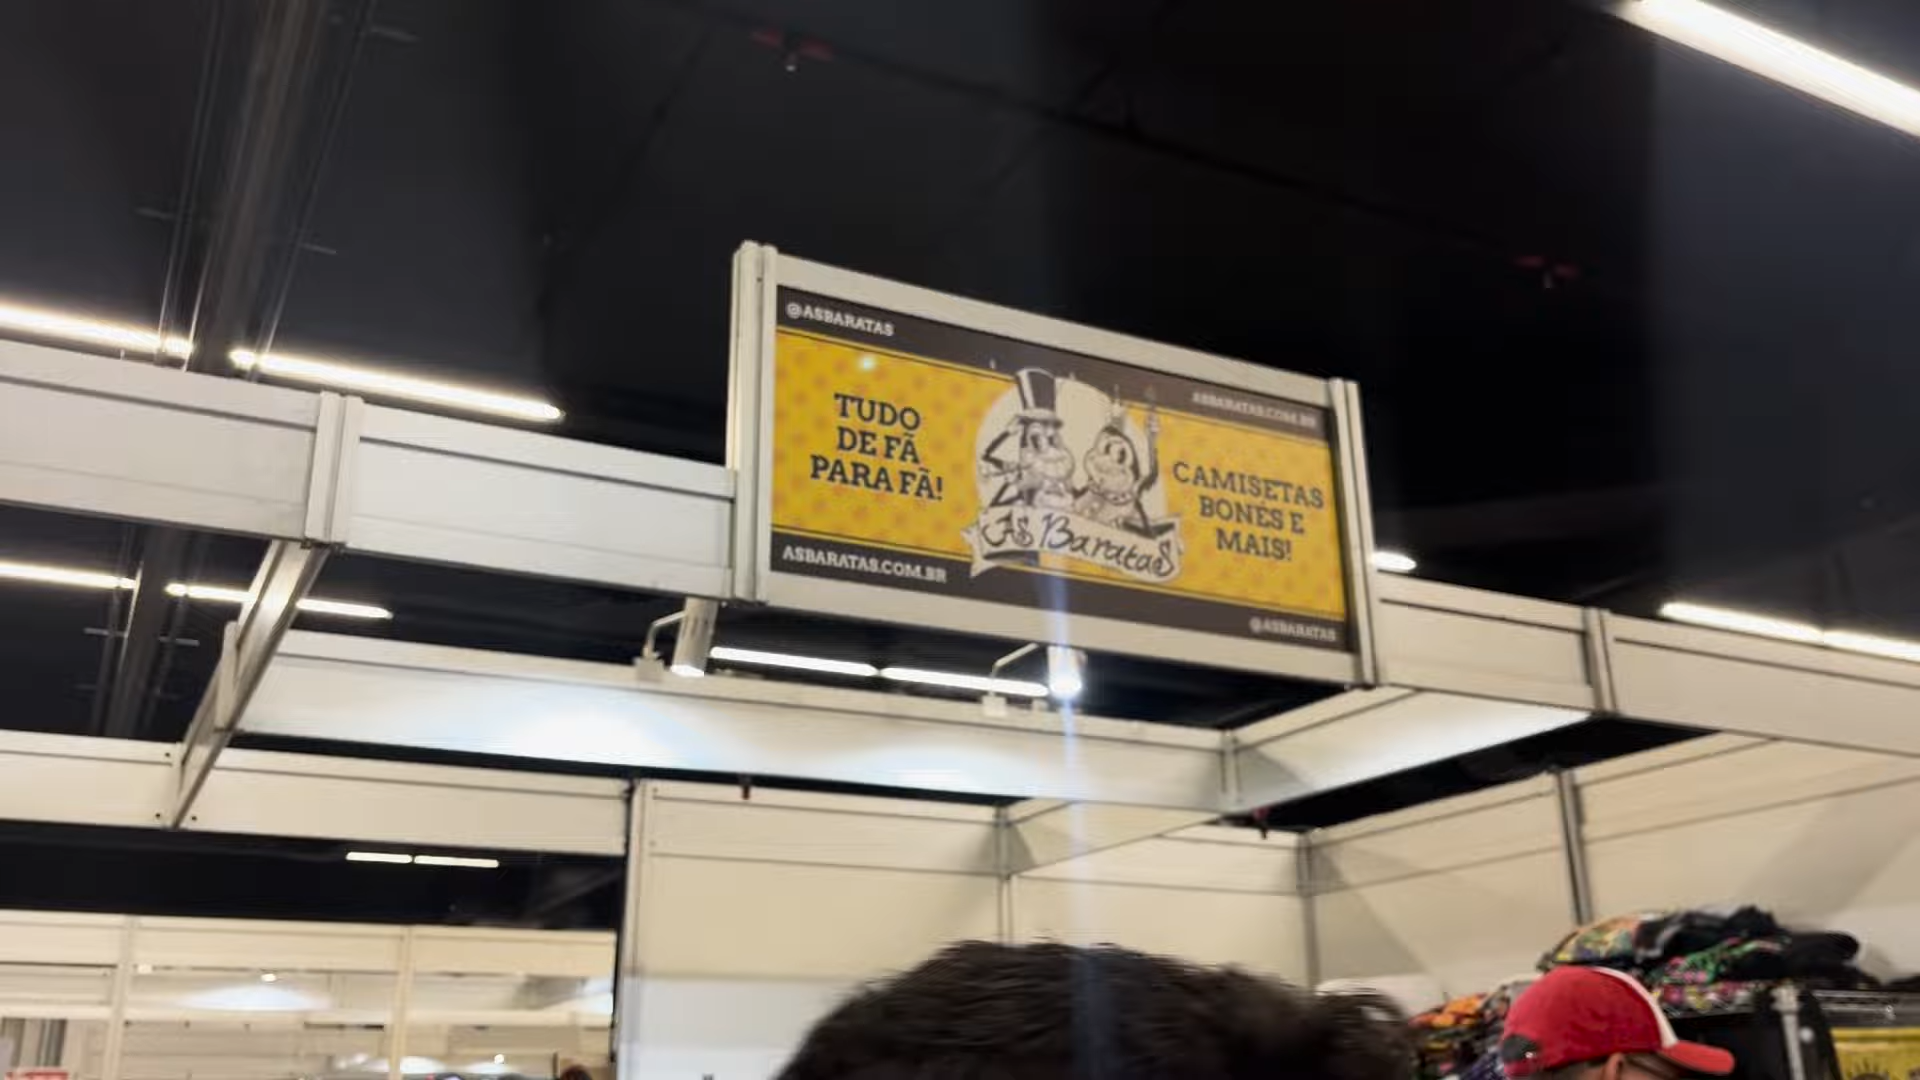 @ASBARATAS
TUDO
DE FÃ
PARA FÃ!
ASBARATAS.COM.BR
As Baratas
ASBARATAS.COM.BR
CAMISETAS
BONES E
MAIS!
@ASBARATAS